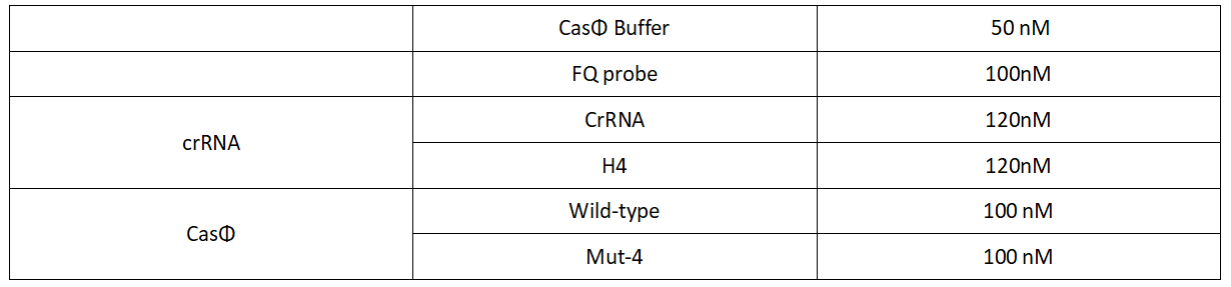 CasΦ Buffer 50 nM
FQ probe 100nM
crRNA
CrRNA 120nM
H4 120nM
CasΦ
Wild-type 100 nM
Mut-4 100 nM